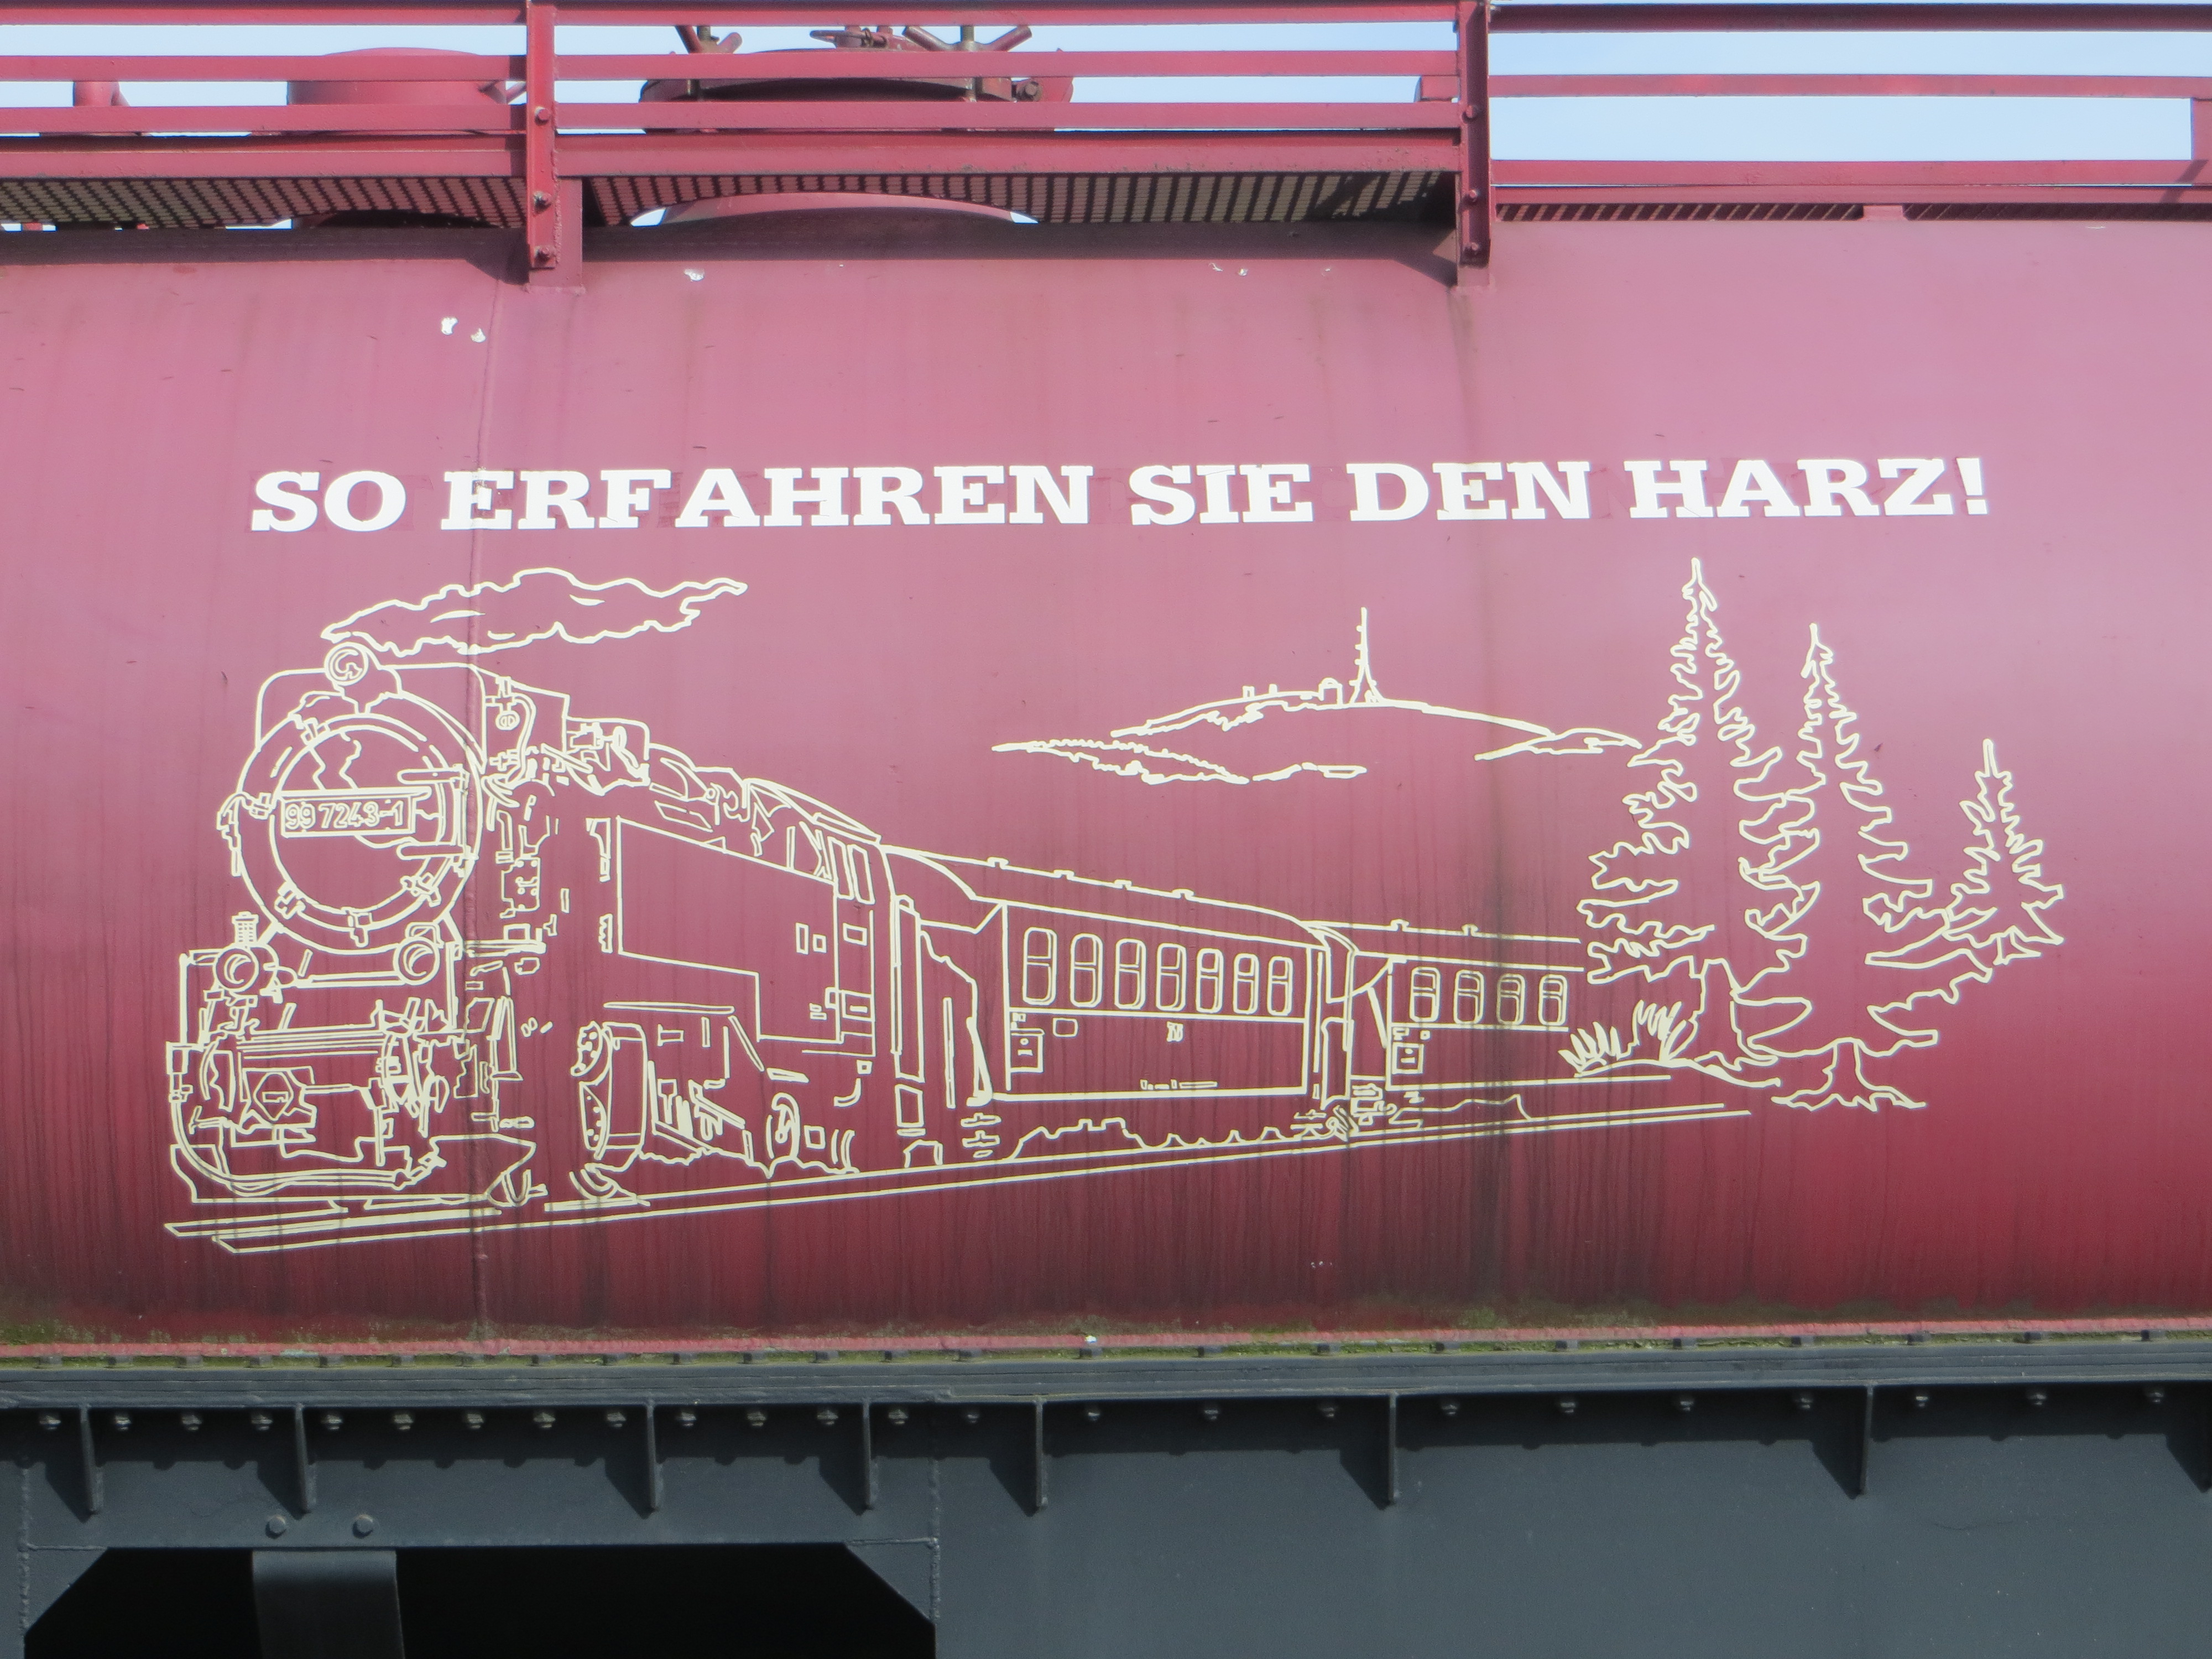 SO ERFAHREN SIE DEN HARZ!
99 7243-1